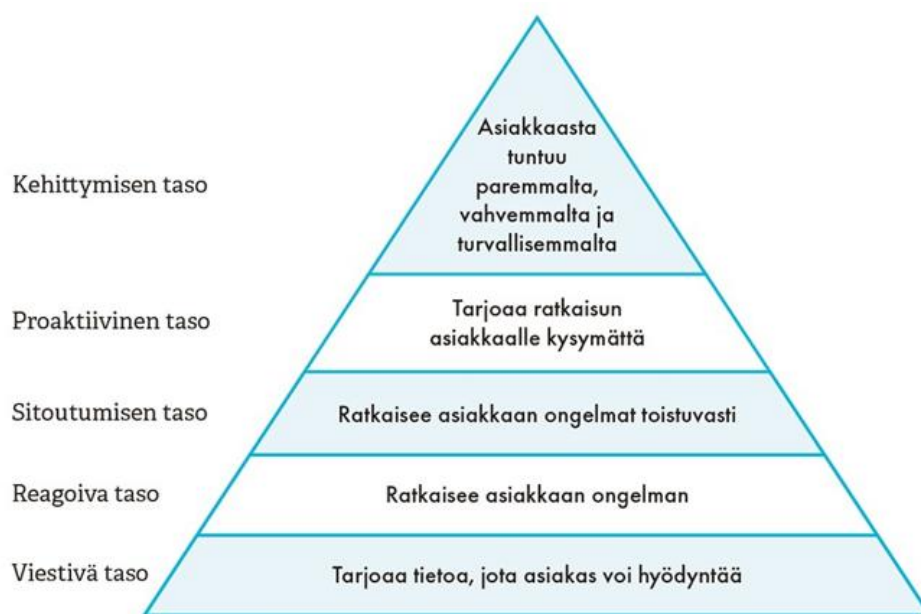 Kehittymisen taso
Asiakkaasta
tuntuu
paremmalta,
vahvemmalta ja
turvallisemmalta
Proaktiivinen taso
Tarjoaa ratkaisun
asiakkaalle kysymättä
Sitoutumisen taso
Ratkaisee asiakkaan ongelmat toistuvasti
Reagoiva taso
Ratkaisee asiakkaan ongelman
Viestivä taso
Tarjoaa tietoa, jota asiakas voi hyödyntää